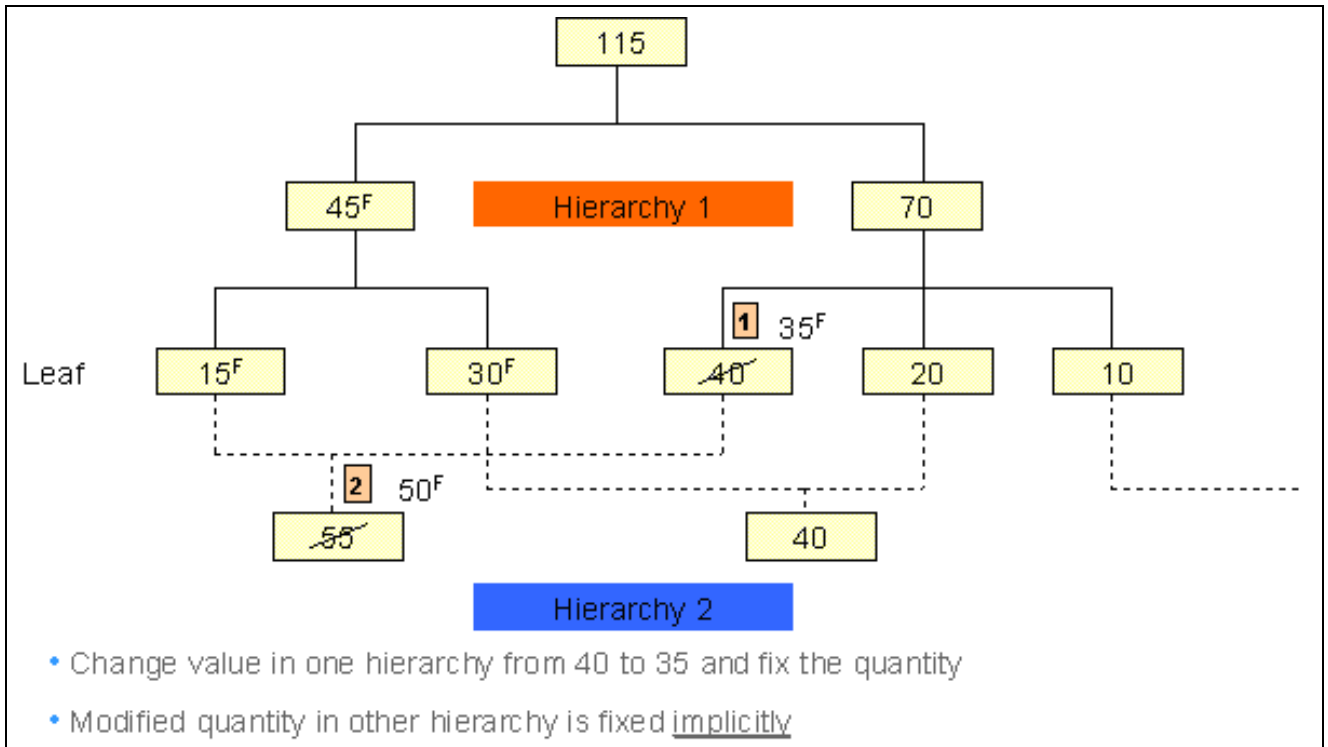 115
45F
Hierarchy 1
70
1 35F
Leaf
15F
30F
40
20
10
2 50F
55
40
Hierarchy 2
• Change value in one hierarchy from 40 to 35 and fix the quantity
• Modified quantity in other hierarchy is fixed implicitly